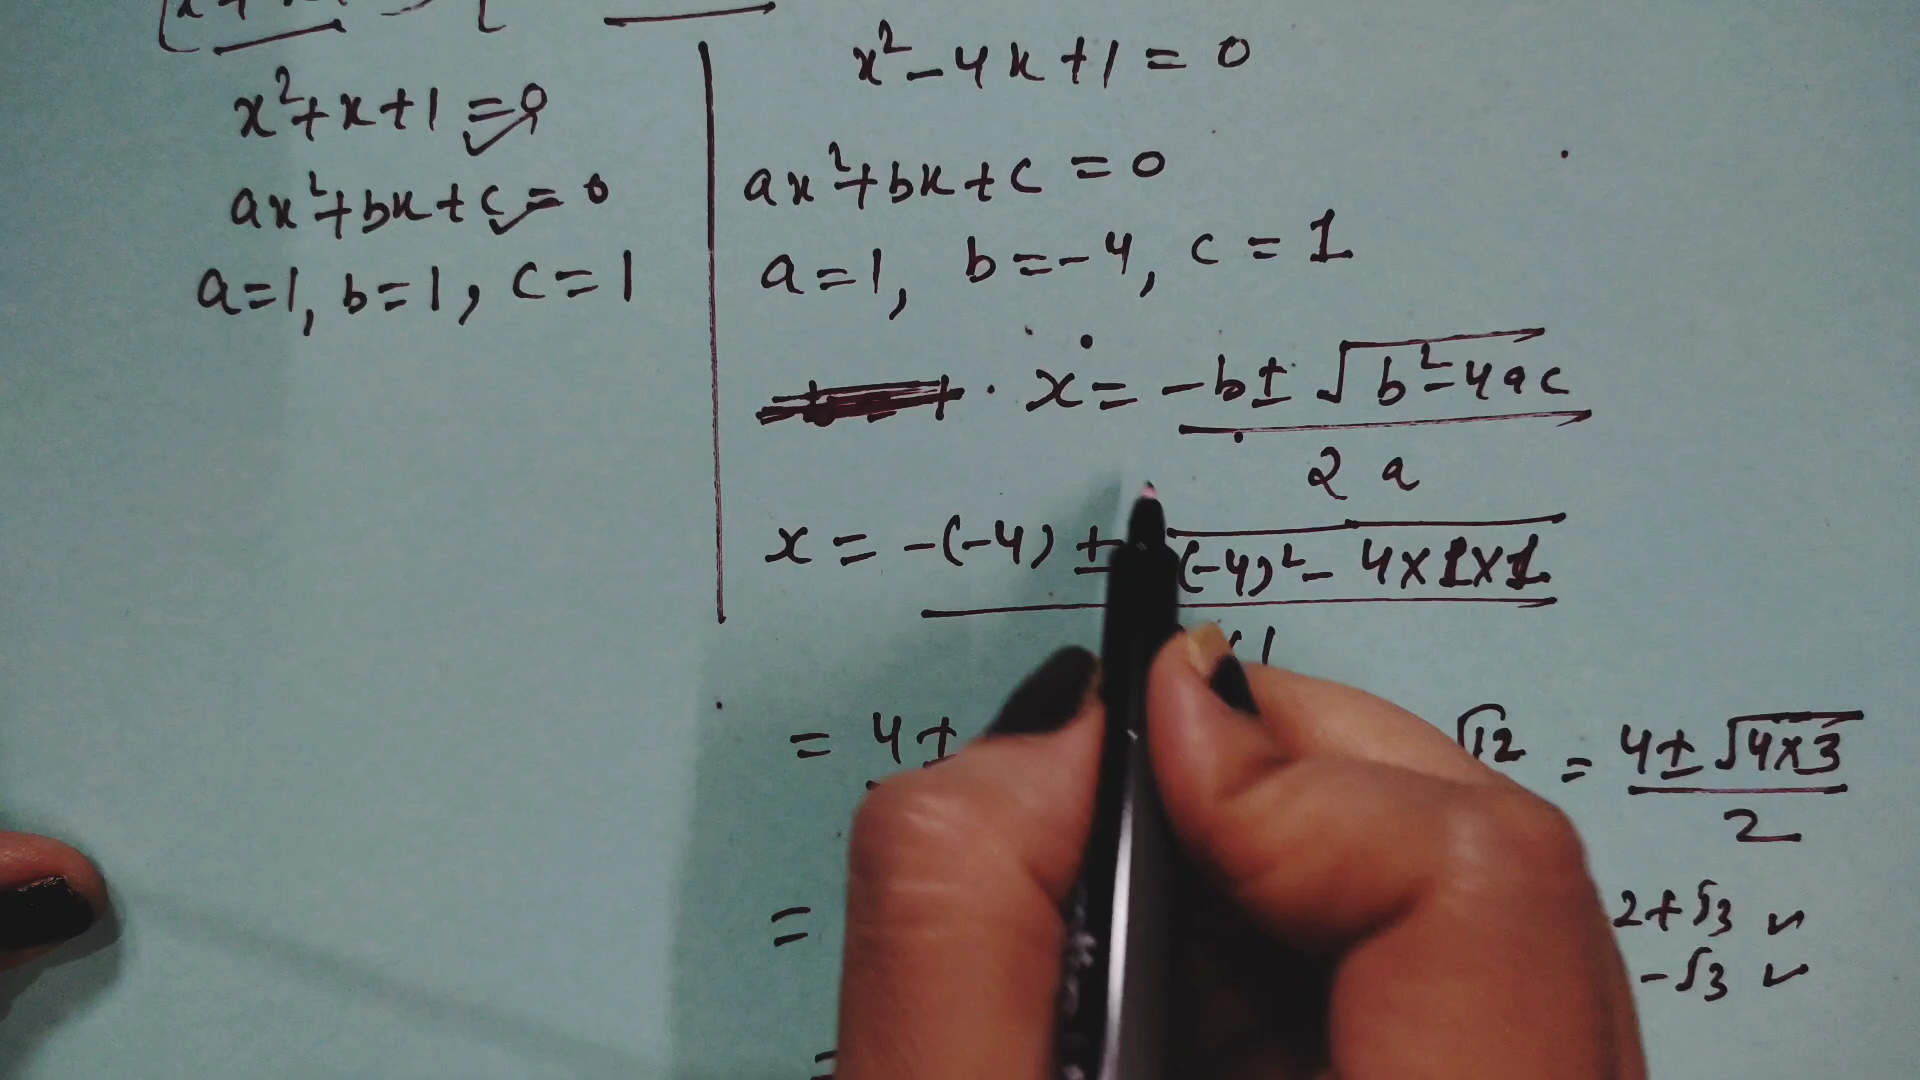 x²+x+1=0
ax²+bx+c=0
a=1, b=1, c=1
x²-4x+1=0
ax²+bx+c=0
a=1, b=-4, c=1
x = -b±√b²-4ac
2a
x = -(-4) ± (-4)² - 4×1×1
= 4± √12 = 4±√4×3
2
= 2+√3
-√3
=